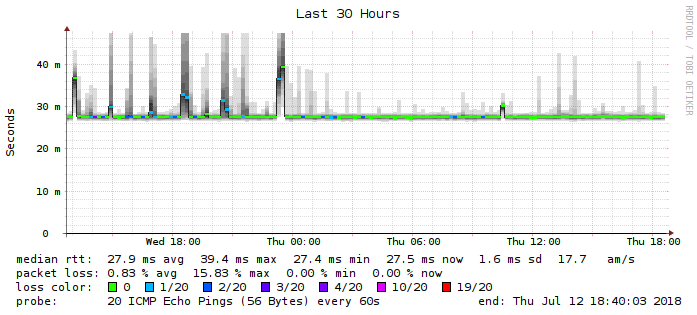 Last 30 Hours
RRDTOOL / TOBI OETIKER
Seconds
40 m
30 m
20 m
10 m
0
Wed 18:00 Thu 00:00 Thu 06:00 Thu 12:00 Thu 18:00
median rtt: 27.9 ms avg 39.4 ms max 27.4 ms min 27.5 ms now 1.6 ms sd 17.7 am/s
packet loss: 0.83 % avg 15.83 % max 0.00 % min 0.00 % now
loss color: 0 1/20 2/20 3/20 4/20 10/20 19/20
probe: 20 ICMP Echo Pings (56 Bytes) every 60s end: Thu Jul 12 18:40:03 2018